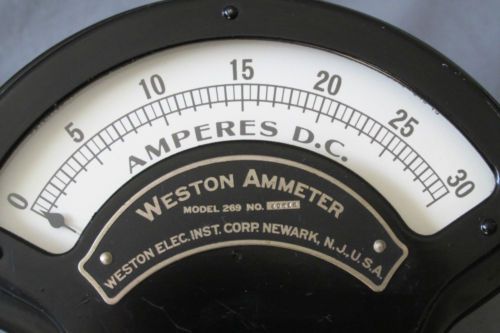 0 5 10 15 20 25 30
AMPERES D.C.
WESTON AMMETER
MODEL 269 NO.
WESTON ELEC. INST. CORP. NEWARK, N.J., U.S.A.